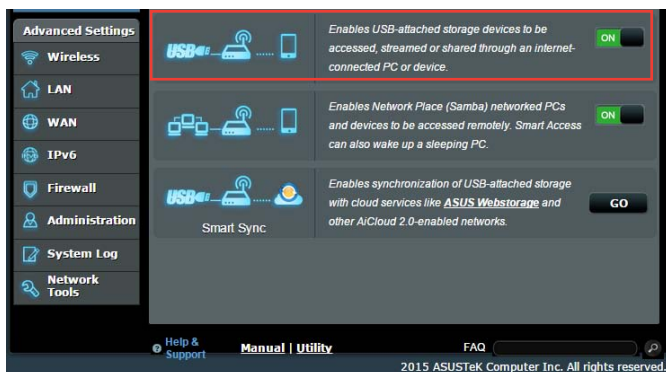 Advanced Settings
Wireless
LAN
WAN
IPv6
Firewall
Administration
System Log
Network
Tools
USB
Enables USB-attached storage devices to be
accessed, streamed or shared through an internet-
connected PC or device.
ON
Enables Network Place (Samba) networked PCs
and devices to be accessed remotely. Smart Access
can also wake up a sleeping PC.
ON
USB
Smart Sync
Enables synchronization of USB-attached storage
with cloud services like ASUS Webstorage and
other AiCloud 2.0-enabled networks.
GO
Help &
Support
Manual | Utility
FAQ
2015 ASUSTeK Computer Inc. All rights reserved.